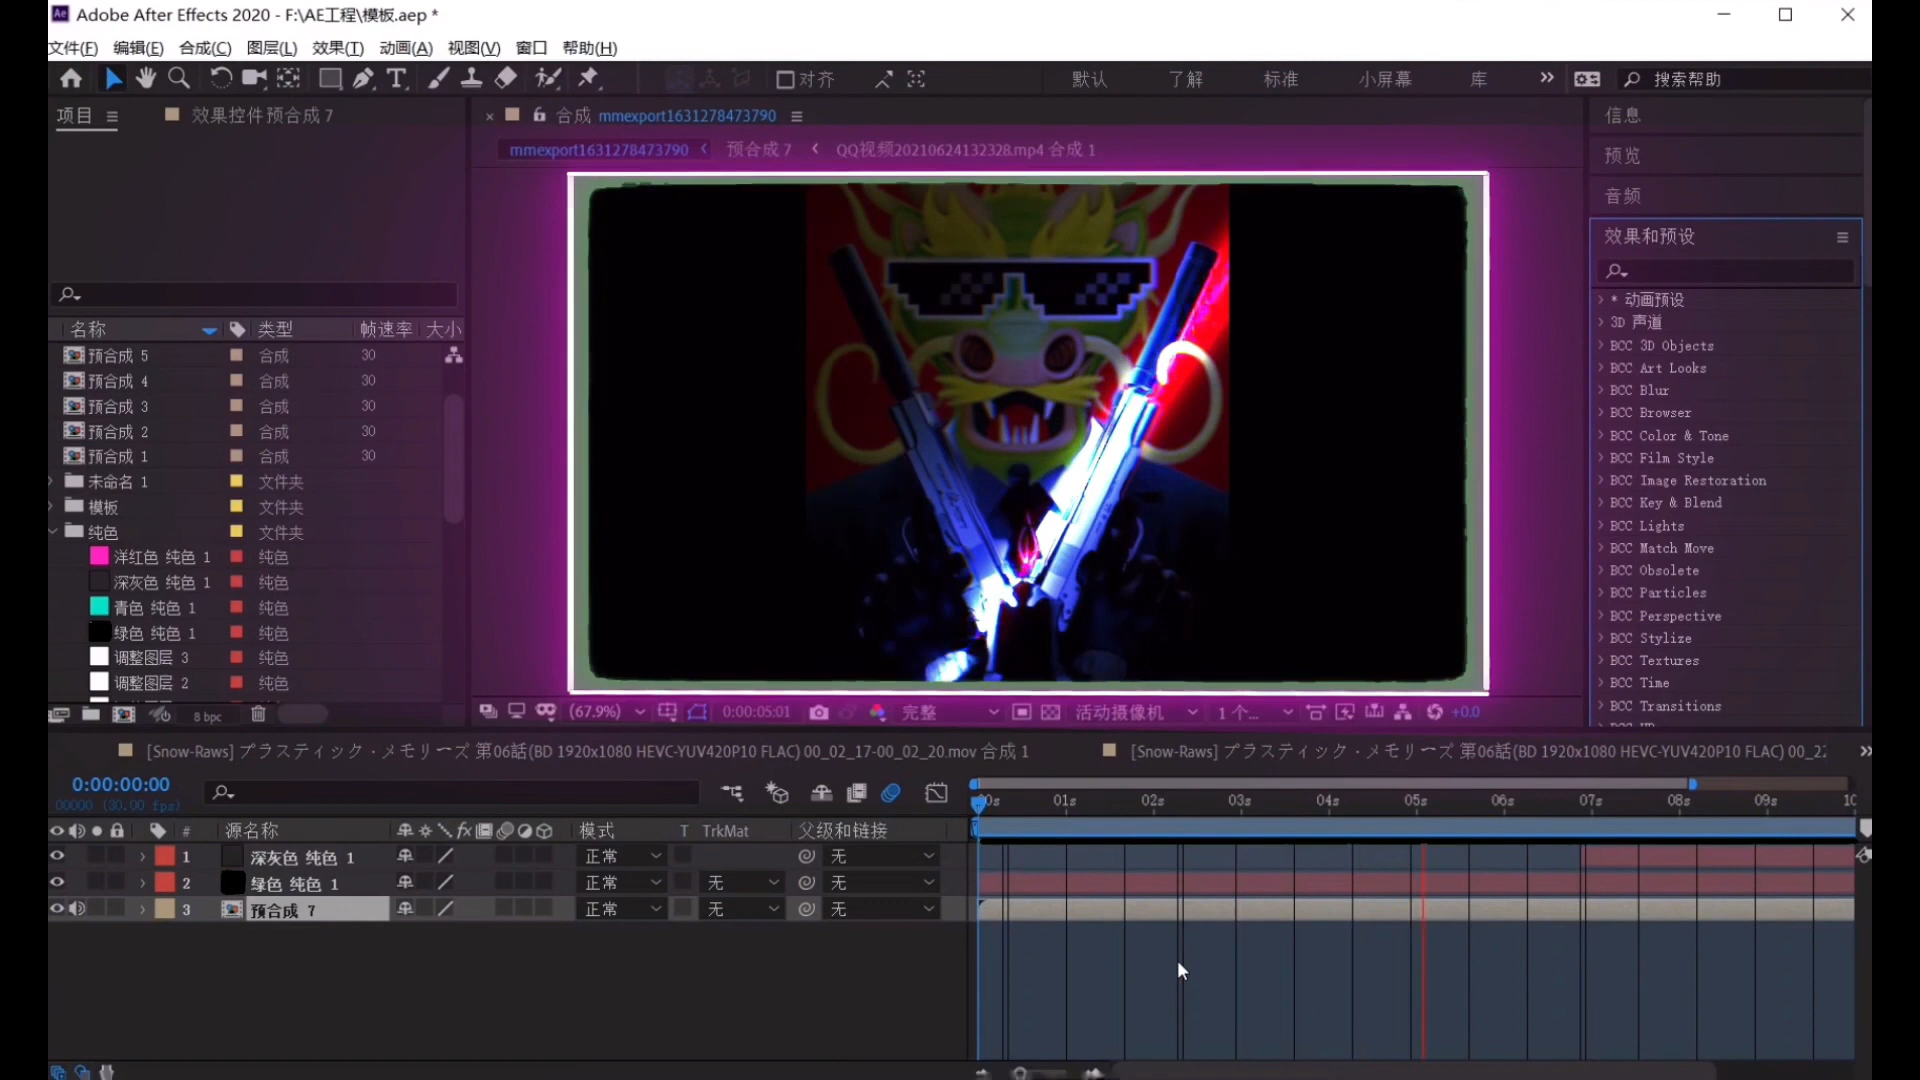 Adobe After Effects 2020 - F:\AE工程\模板.aep *
文件(F) 编辑(E) 合成(C) 图层(L) 效果(T) 动画(A) 视图(V) 窗口 帮助(H)
对齐 默认 了解 标准 小屏幕 库 搜索帮助
项目 效果控件预合成 7
合成 mmexport1631278473790
mmexport1631278473790 预合成 7 QQ视频20210624132328.mp4 合成 1
信息
预览
音频
效果和预设
名称 类型 帧速率 大小
预合成 5 合成 30
预合成 4 合成 30
预合成 3 合成 30
预合成 2 合成 30
预合成 1 合成 30
未命名 1 文件夹
模板 文件夹
纯色 文件夹
洋红色 纯色 1 纯色
深灰色 纯色 1 纯色
青色 纯色 1 纯色
绿色 纯色 1 纯色
调整图层 3 纯色
调整图层 2 纯色
8 bpc
* 动画预设
3D 声道
BCC 3D Objects
BCC Art Looks
BCC Blur
BCC Browser
BCC Color & Tone
BCC Film Style
BCC Image Restoration
BCC Key & Blend
BCC Lights
BCC Match Move
BCC Obsolete
BCC Particles
BCC Perspective
BCC Stylize
BCC Textures
BCC Time
BCC Transitions
(67.9%) 0:00:05:01 完整 活动摄像机 1 个... +0.0
[Snow-Raws] プラスティック・メモリーズ 第06話(BD 1920x1080 HEVC-YUV420P10 FLAC) 00_02_17-00_02_20.mov 合成 1
[Snow-Raws] プラスティック・メモリーズ 第06話(BD 1920x1080 HEVC-YUV420P10 FLAC) 00_22
0:00:00:00
00000 (30.00 fps)
00s 01s 02s 03s 04s 05s 06s 07s 08s 09s 10
# 源名称 fx 模式 T TrkMat 父级和链接
1 深灰色 纯色 1 正常 无
2 绿色 纯色 1 正常 无 无
3 预合成 7 正常 无 无